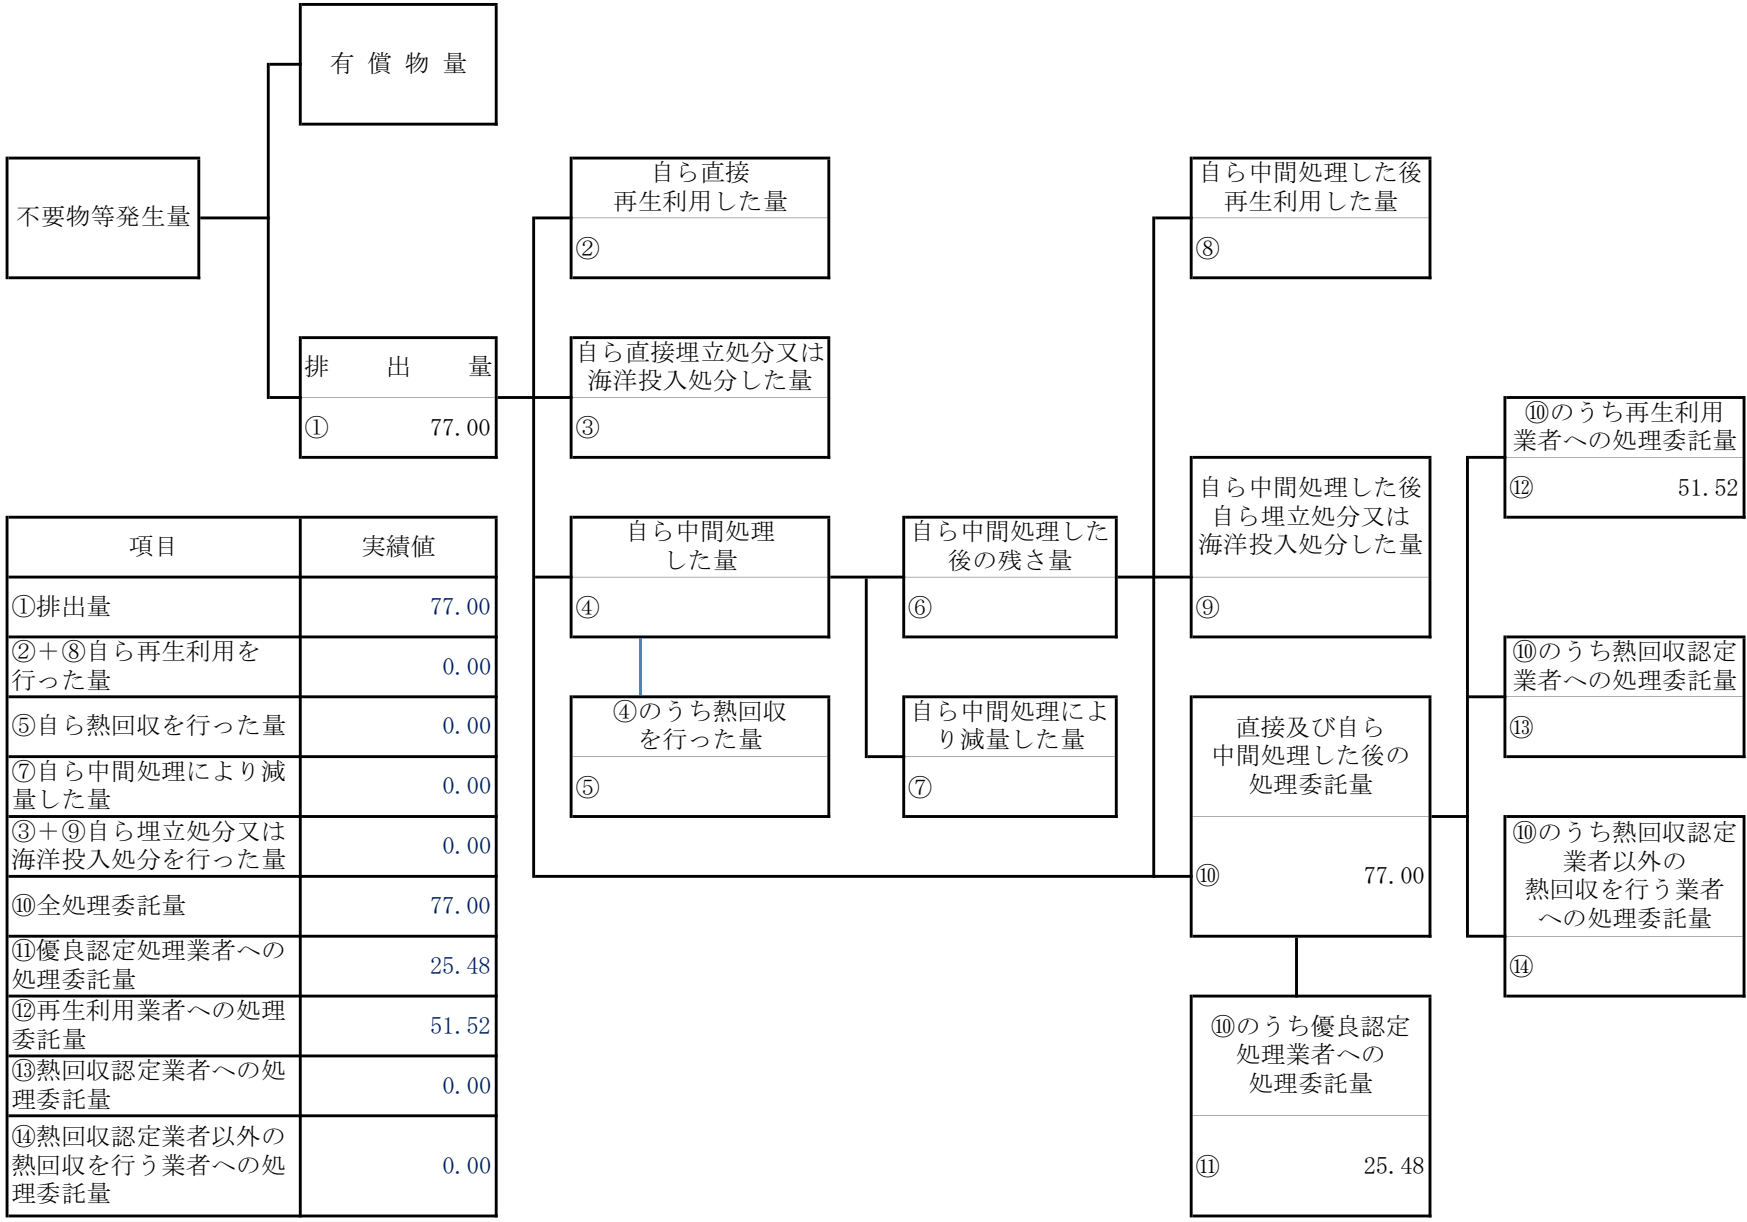 有 償 物 量
不要物等発生量
自ら直接
再生利用した量
②
自ら中間処理した後
再生利用した量
⑧
排 出 量
① 77.00
自ら直接埋立処分又は
海洋投入処分した量
③
⑩のうち再生利用
業者への処理委託量
⑫ 51.52
自ら中間処理した後
自ら埋立処分又は
海洋投入処分した量
⑨
自ら中間処理
した量
④
自ら中間処理した
後の残さ量
⑥
④のうち熱回収
を行った量
⑤
自ら中間処理によ
り減量した量
⑦
直接及び自ら
中間処理した後の
処理委託量
⑩ 77.00
⑩のうち熱回収認定
業者への処理委託量
⑬
⑩のうち熱回収認定
業者以外の
熱回収を行う業者
への処理委託量
⑭
⑩のうち優良認定
処理業者への
処理委託量
⑪ 25.48
項目 実績値
①排出量 77.00
②＋⑧自ら再生利用を
行った量 0.00
⑤自ら熱回収を行った量 0.00
⑦自ら中間処理により減
量した量 0.00
③＋⑨自ら埋立処分又は
海洋投入処分を行った量 0.00
⑩全処理委託量 77.00
⑪優良認定処理業者への
処理委託量 25.48
⑫再生利用業者への処理
委託量 51.52
⑬熱回収認定業者への処
理委託量 0.00
⑭熱回収認定業者以外の
熱回収を行う業者への処
理委託量 0.00